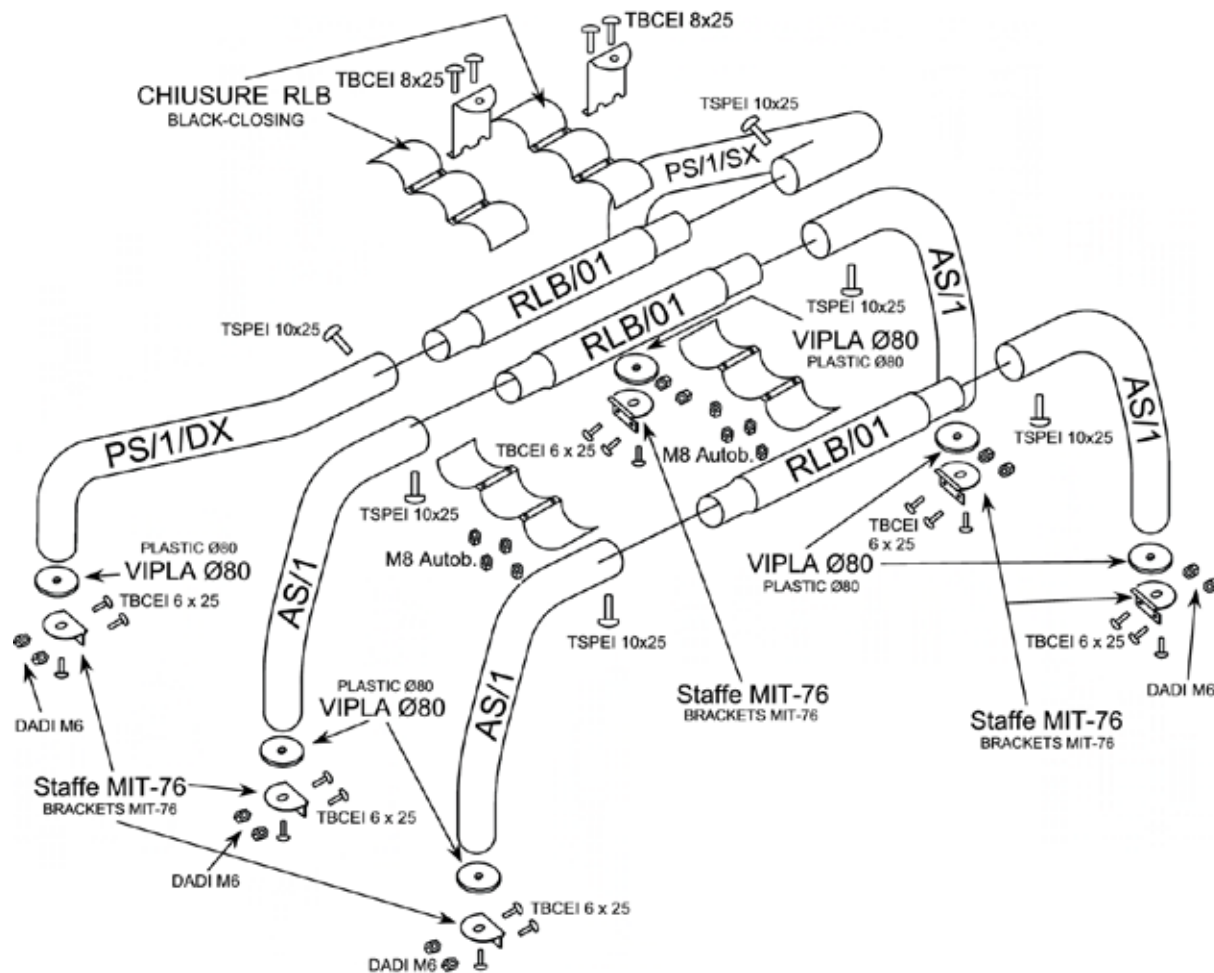 TBCEI 8x25
TBCEI 8x25
CHIUSURE RLB
BLACK-CLOSING
TSPEI 10x25
PS/1/SX
RLB/01
AS/1
TSPEI 10x25
RLB/01
TSPEI 10x25
VIPLA Ø80
PLASTIC Ø80
AS/1
PS/1/DX
TBCEI 6 x 25
M8 Autob.
RLB/01
TSPEI 10x25
TSPEI 10x25
TBCEI
6 x 25
PLASTIC Ø80
VIPLA Ø80
M8 Autob.
VIPLA Ø80
PLASTIC Ø80
TBCEI 6 x 25
AS/1
TSPEI 10x25
TBCEI 6 x 25
DADI M6
PLASTIC Ø80
VIPLA Ø80
AS/1
Staffe MIT-76
BRACKETS MIT-76
Staffe MIT-76
BRACKETS MIT-76
DADI M6
Staffe MIT-76
BRACKETS MIT-76
TBCEI 6 x 25
DADI M6
TBCEI 6 x 25
DADI M6